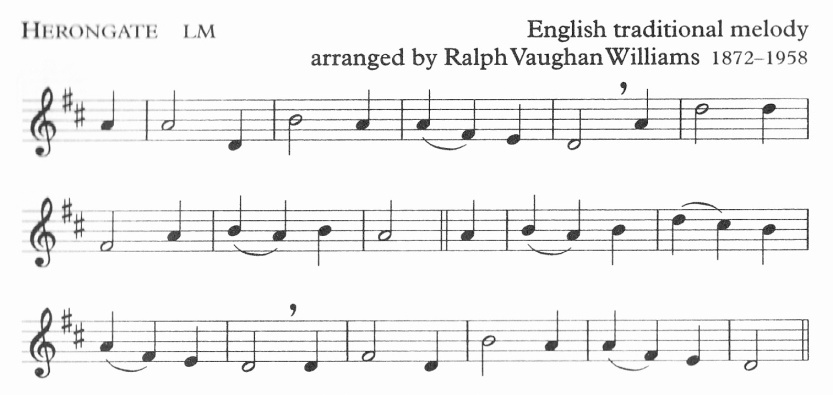 HERONGATE LM
English traditional melody
arranged by Ralph Vaughan Williams 1872–1958